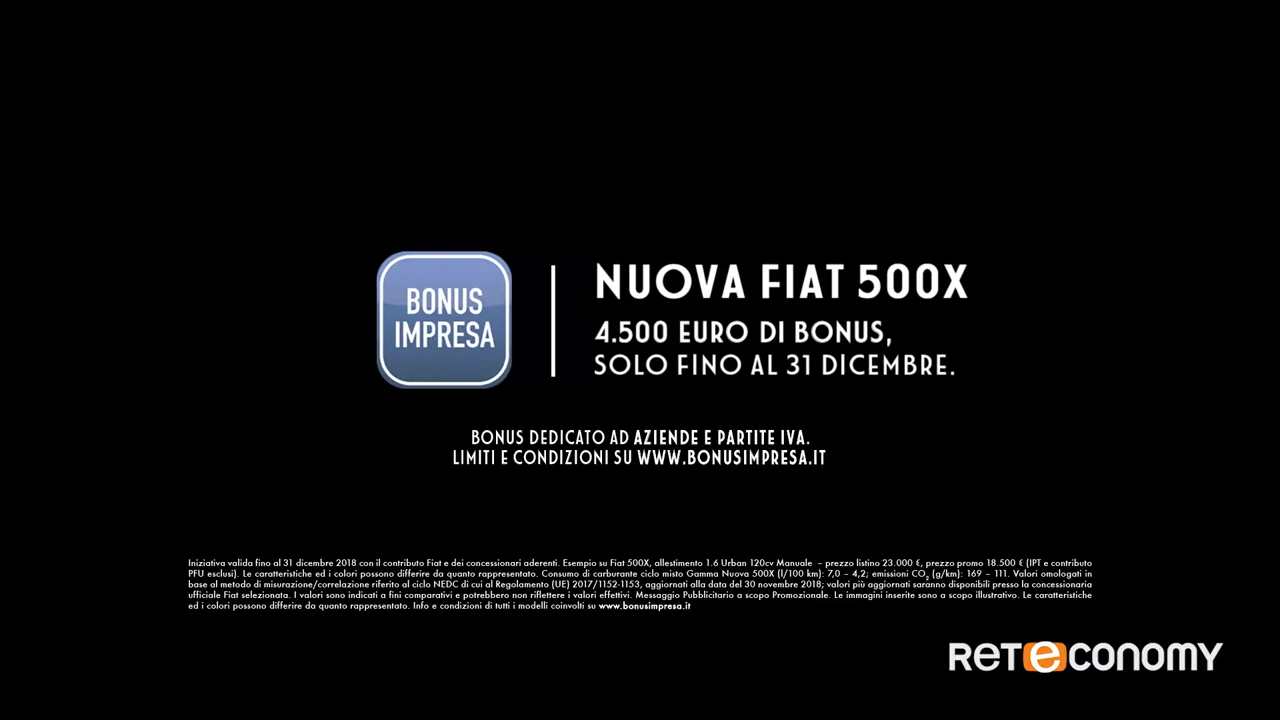 BONUS
IMPRESA
NUOVA FIAT 500X
4.500 EURO DI BONUS,
SOLO FINO AL 31 DICEMBRE.
BONUS DEDICATO AD AZIENDE E PARTITE IVA.
LIMITI E CONDIZIONI SU WWW.BONUSIMPRESA.IT
Iniziativa valida fino al 31 dicembre 2018 con il contributo Fiat e dei concessionari aderenti. Esempio su Fiat 500X, allestimento 1.6 Urban 120cv Manuale – prezzo listino 23.000 €, prezzo promo 18.500 € (IPT e contributo
PFU esclusi). Le caratteristiche ed i colori possono differire da quanto rappresentato. Consumo di carburante ciclo misto Gamma Nuova 500X (l/100 km): 7,0 – 4,2; emissioni CO₂ (g/km): 169 – 111. Valori omologati in
base al metodo di misurazione/correlazione riferito al ciclo NEDC di cui al Regolamento (UE) 2017/1152-1153, aggiornati alla data del 30 novembre 2018; valori più aggiornati saranno disponibili presso la concessionaria
ufficiale Fiat selezionata. I valori sono indicati a fini comparativi e potrebbero non riflettere i valori effettivi. Messaggio Pubblicitario a scopo Promozionale. Le immagini inserite sono a scopo illustrativo. Le caratteristiche
ed i colori possono differire da quanto rappresentato. Info e condizioni di tutti i modelli coinvolti su www.bonusimpresa.it
RETECONOMY